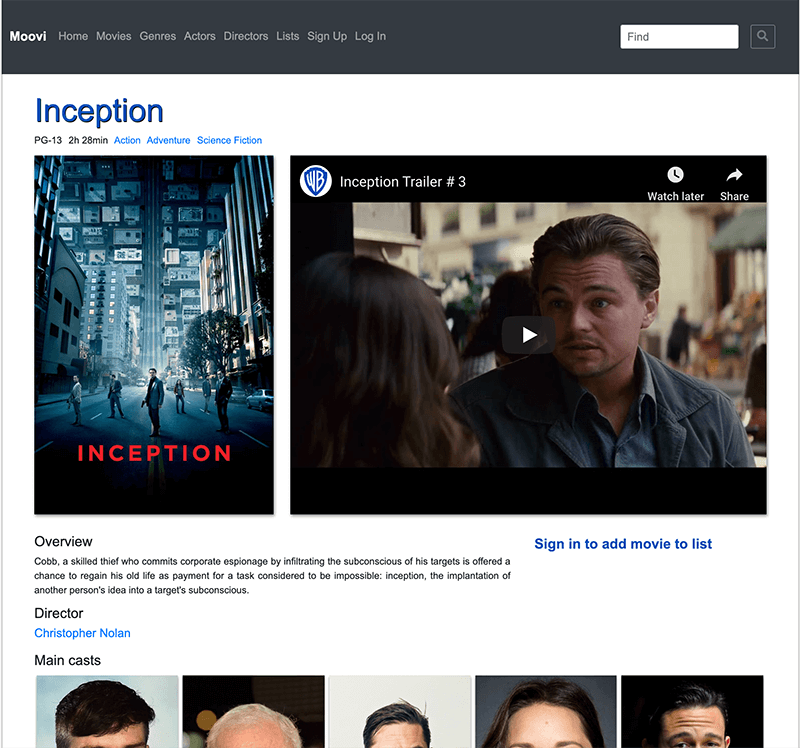 Moovi Home Movies Genres Actors Directors Lists Sign Up Log In Find
Inception
PG-13 2h 28min Action Adventure Science Fiction
INCEPTION
WB
Inception Trailer # 3
Watch later Share
Overview
Cobb, a skilled thief who commits corporate espionage by infiltrating the subconscious of his targets is offered a
chance to regain his old life as payment for a task considered to be impossible: inception, the implantation of
another person's idea into a target's subconscious.
Sign in to add movie to list
Director
Christopher Nolan
Main casts